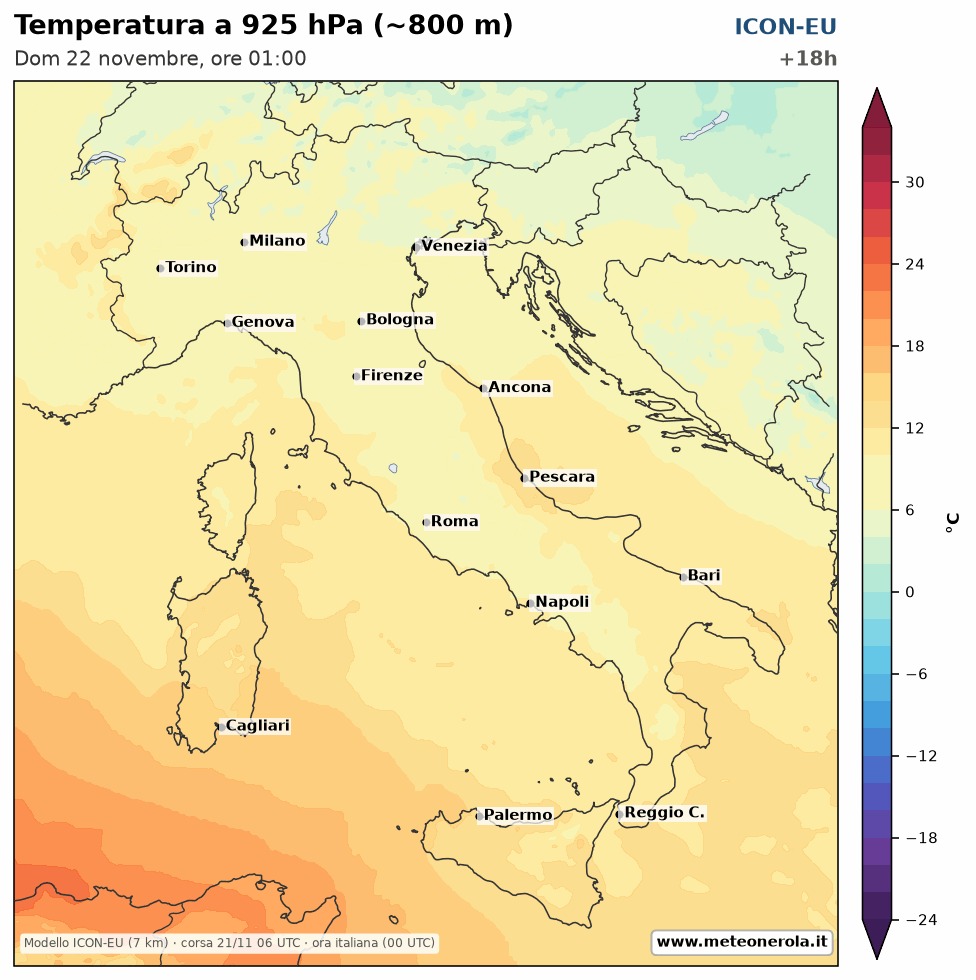 Temperatura a 925 hPa (~800 m)
ICON-EU
Dom 22 novembre, ore 01:00
+18h
Milano
Venezia
Torino
Genova
Bologna
Firenze
Ancona
Pescara
Roma
Bari
Napoli
Cagliari
Palermo
Reggio C.
30
24
18
12
6
0
−6
−12
−18
−24
°C
Modello ICON-EU (7 km) · corsa 21/11 06 UTC · ora italiana (00 UTC)
www.meteonerola.it